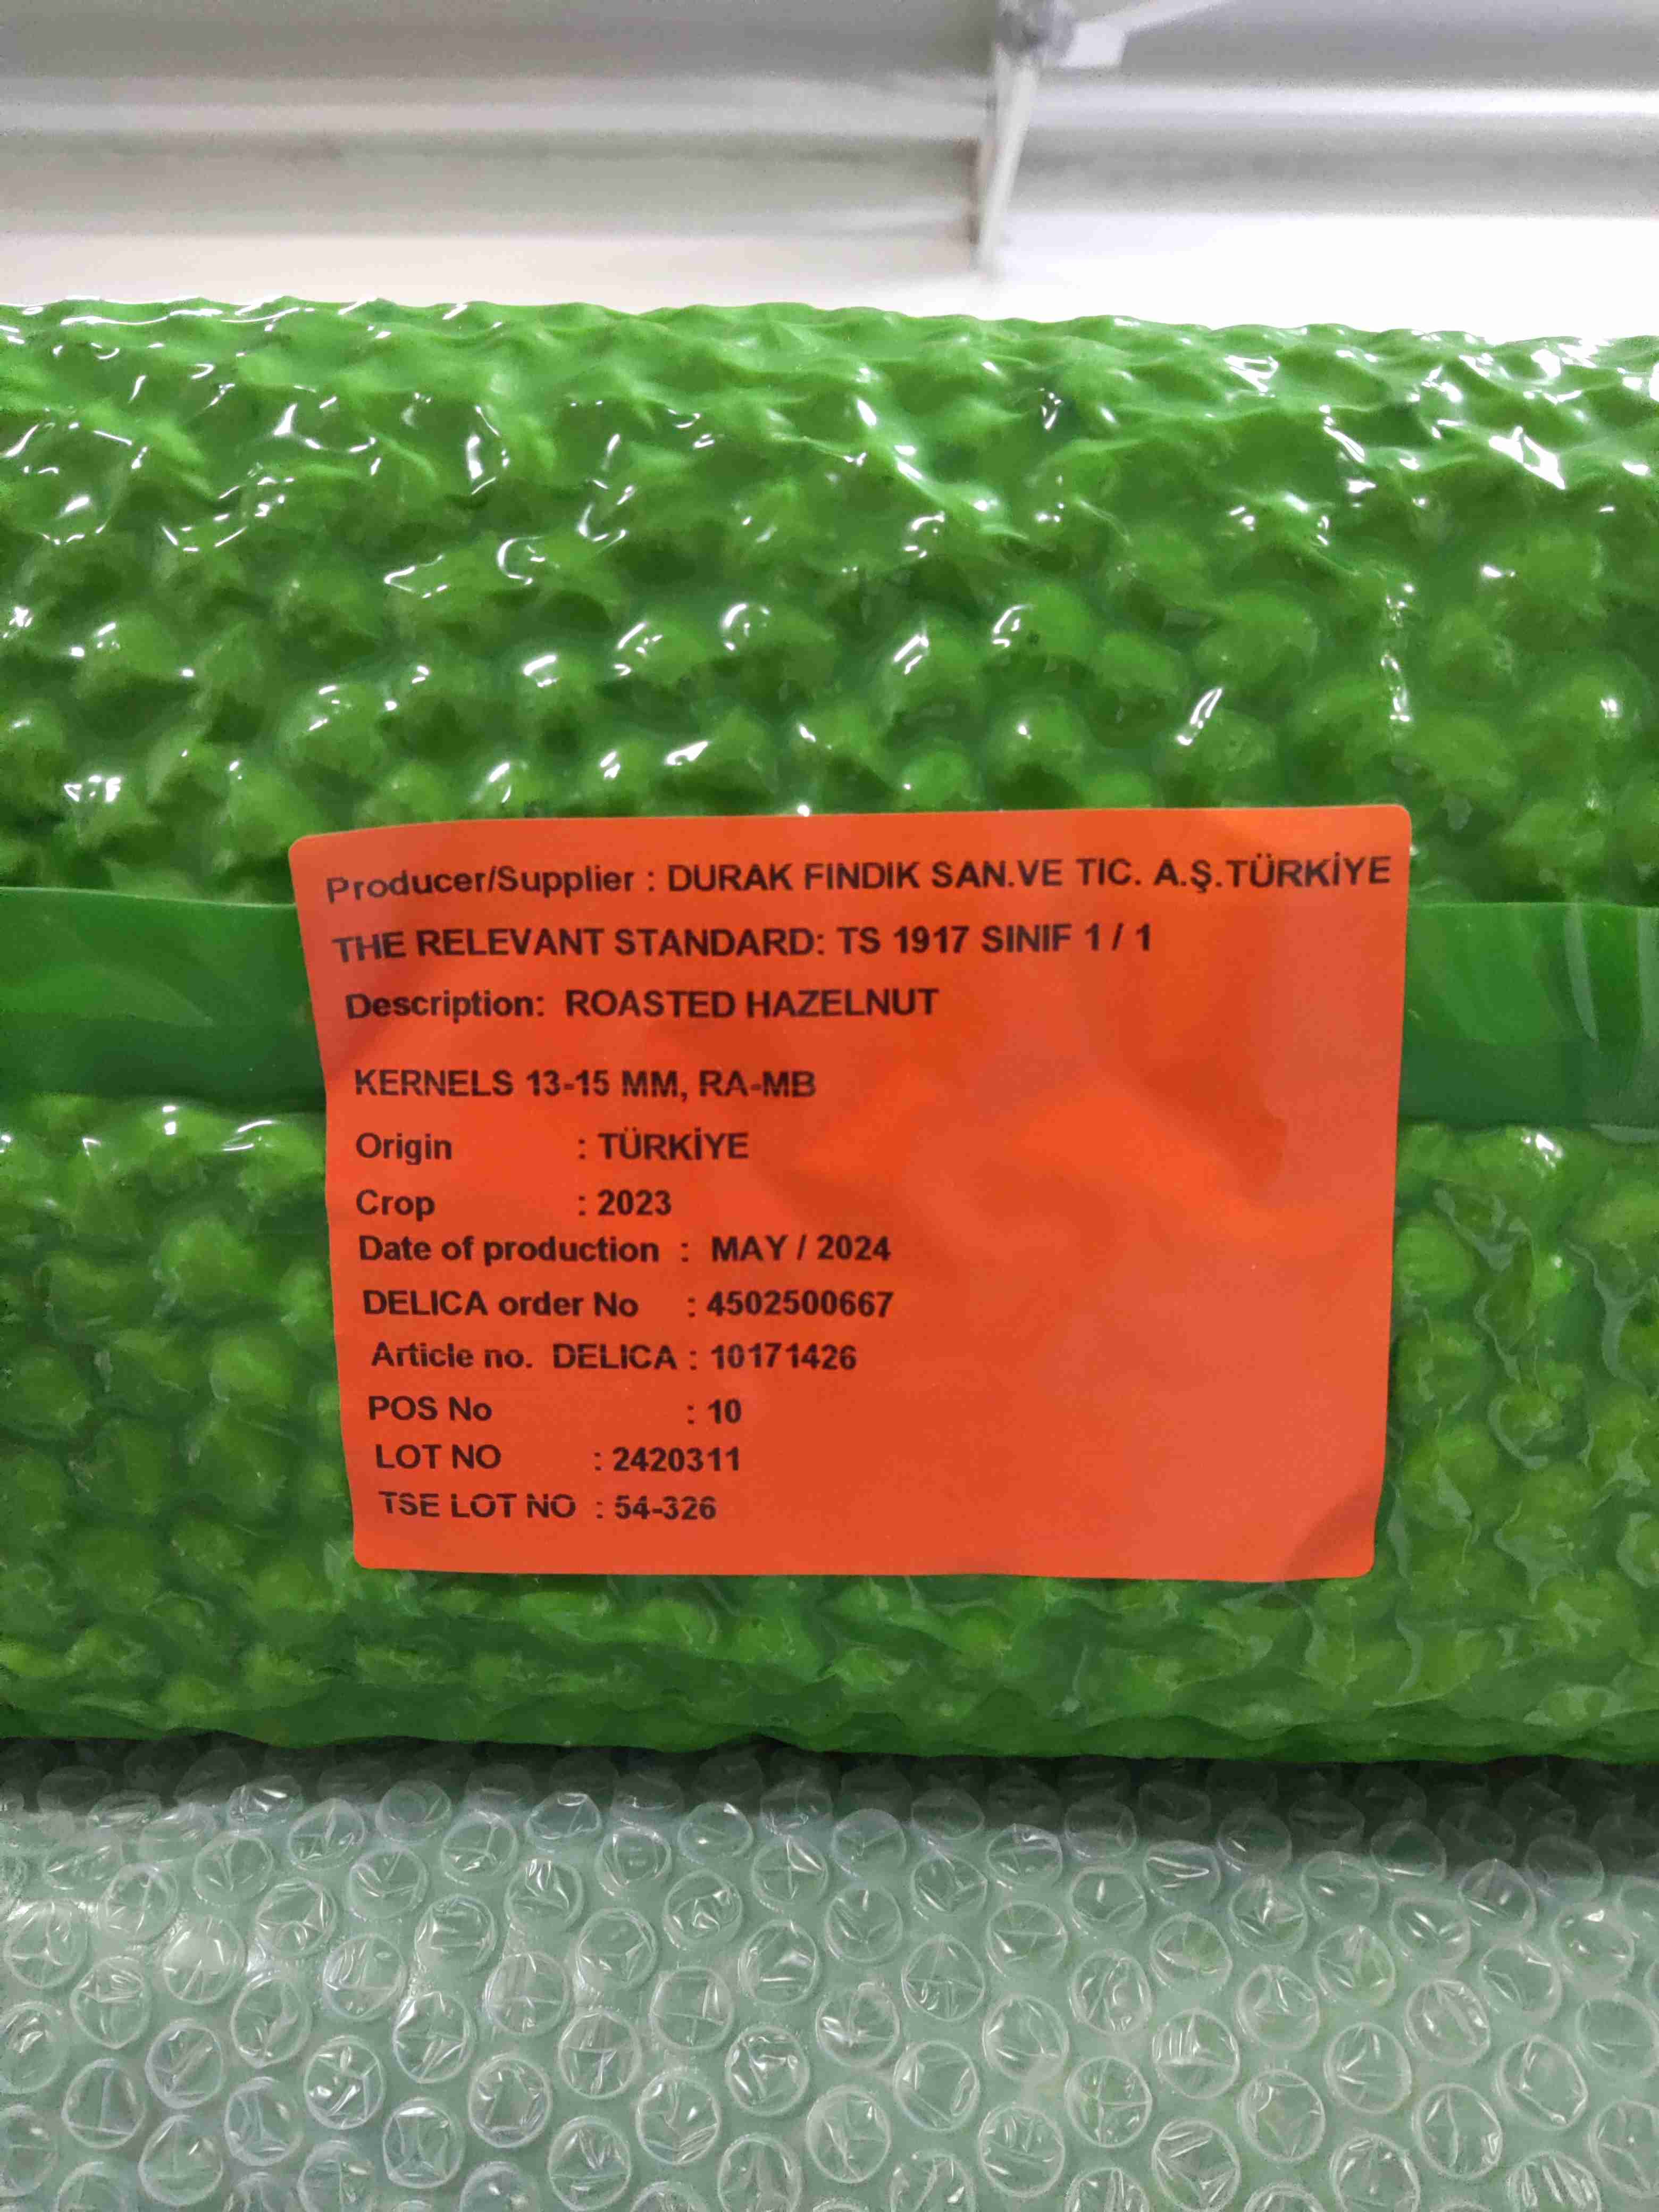 Producer/Supplier : DURAK FINDIK SAN.VE TIC. A.Ş.TÜRKİYE
THE RELEVANT STANDARD: TS 1917 SINIF 1 / 1
Description: ROASTED HAZELNUT
KERNELS 13-15 MM, RA-MB
Origin : TÜRKİYE
Crop : 2023
Date of production : MAY / 2024
DELICA order No : 4502500667
Article no. DELICA : 10171426
POS No : 10
LOT NO : 2420311
TSE LOT NO : 54-326